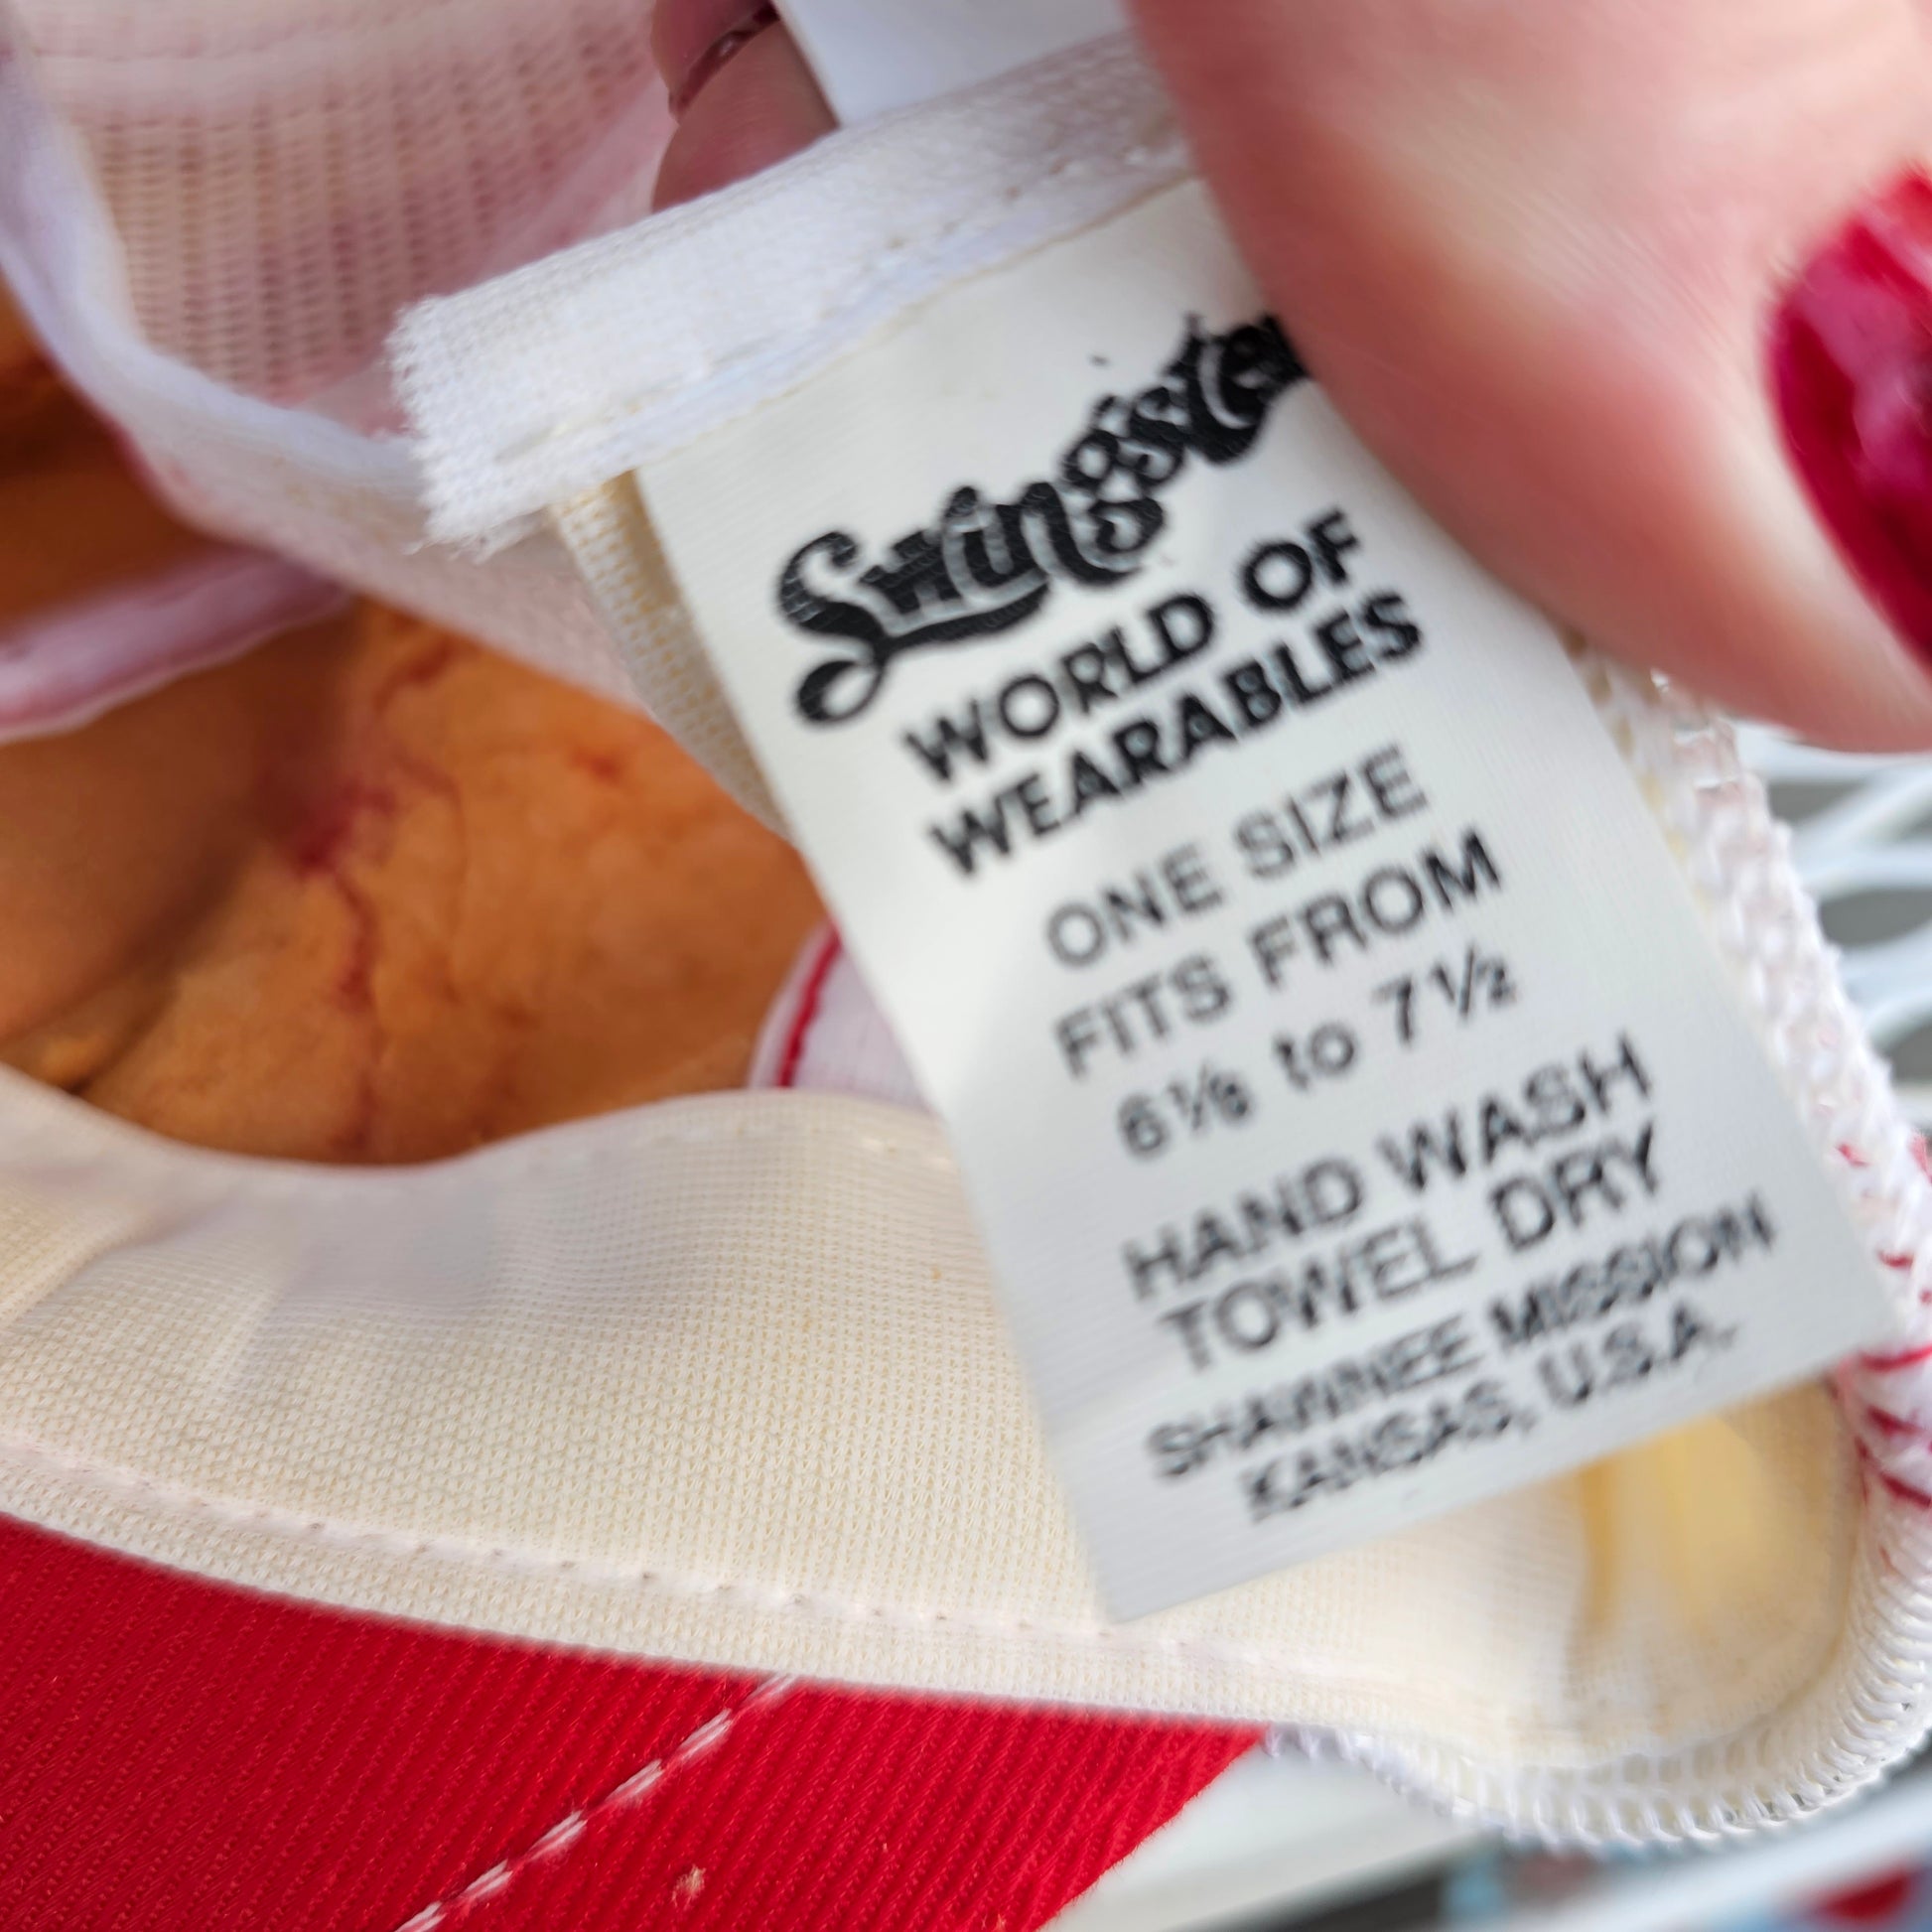 Swingster
WORLD OF
WEARABLES
ONE SIZE
FITS FROM
6⅛ to 7½
HAND WASH
TOWEL DRY
SHAWNEE MISSION
KANSAS, U.S.A.